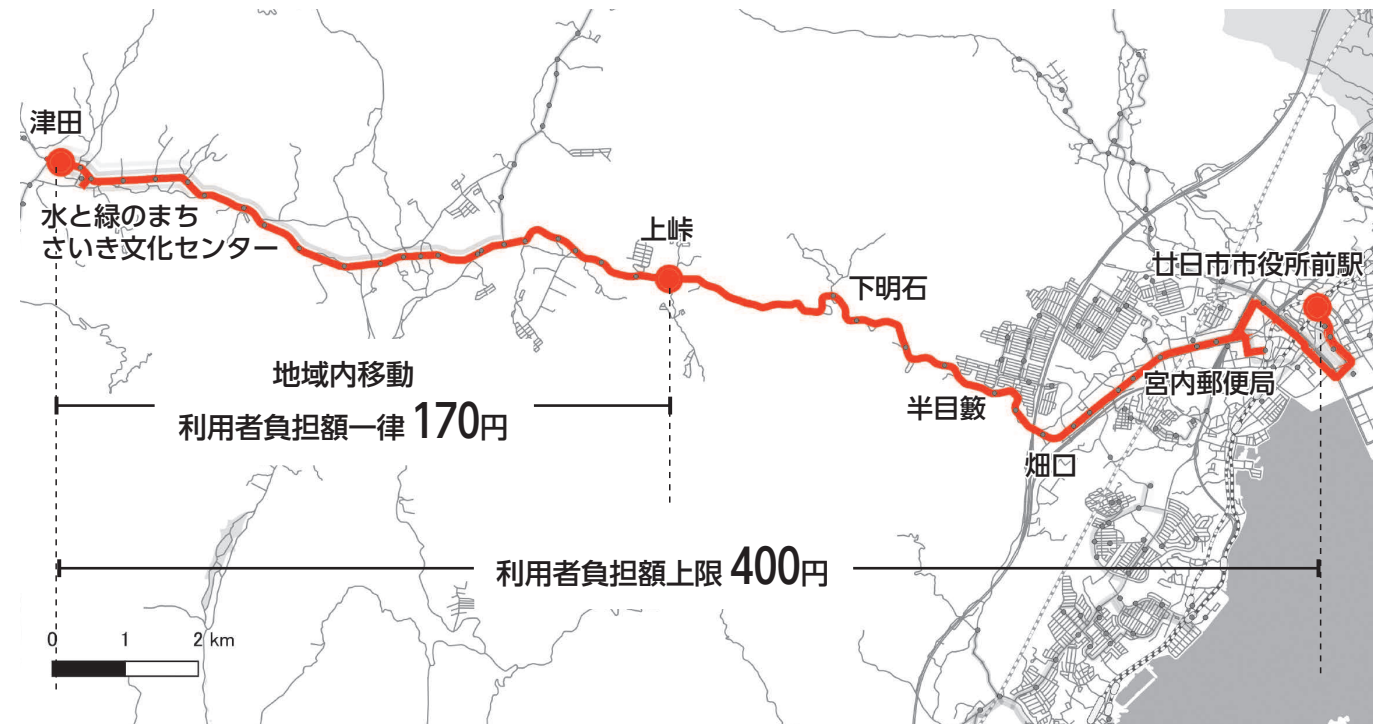 津田
水と緑のまち
さいき文化センター
上峠
下明石
廿日市市役所前駅
宮内郵便局
半目籔
畑口
地域内移動
利用者負担額一律 170円
利用者負担額上限 400円
0 1 2 km